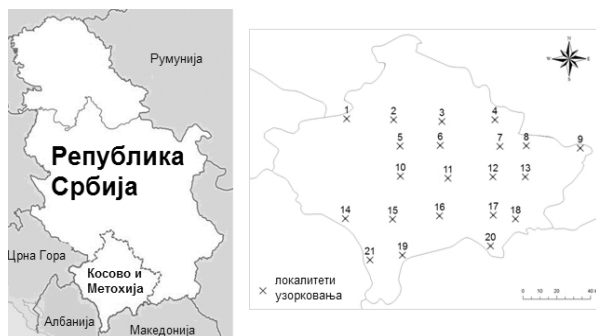 Румунија
Република
Србија
Црна Гора
Косово и
Метохија
Албанија
Македонија
N
W
E
S
1 2 3 4
5 6 7 8 9
10 11 12 13
14 15 16 17 18
19 20 21
локалитети
узорковања
0 10 20 40